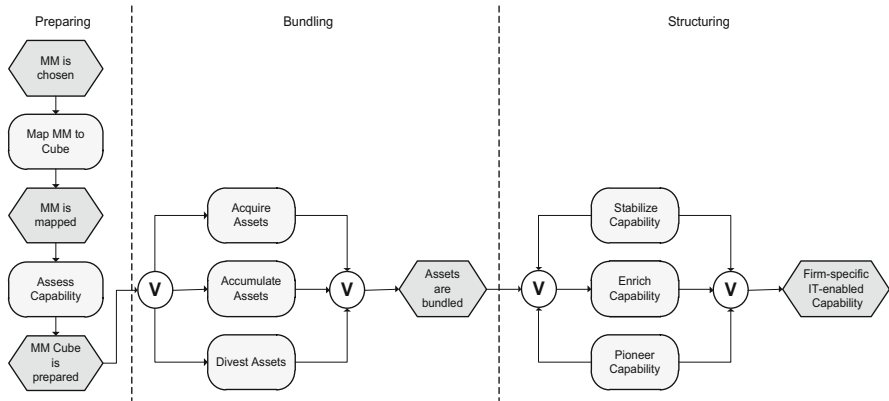 Preparing
Bundling
Structuring
MM is
chosen
Map MM to
Cube
MM is
mapped
Assess
Capability
MM Cube
is
prepared
V
Acquire
Assets
Accumulate
Assets
Divest Assets
V
Assets
are
bundled
V
Stabilize
Capability
Enrich
Capability
Pioneer
Capability
V
Firm-specific
IT-enabled
Capability